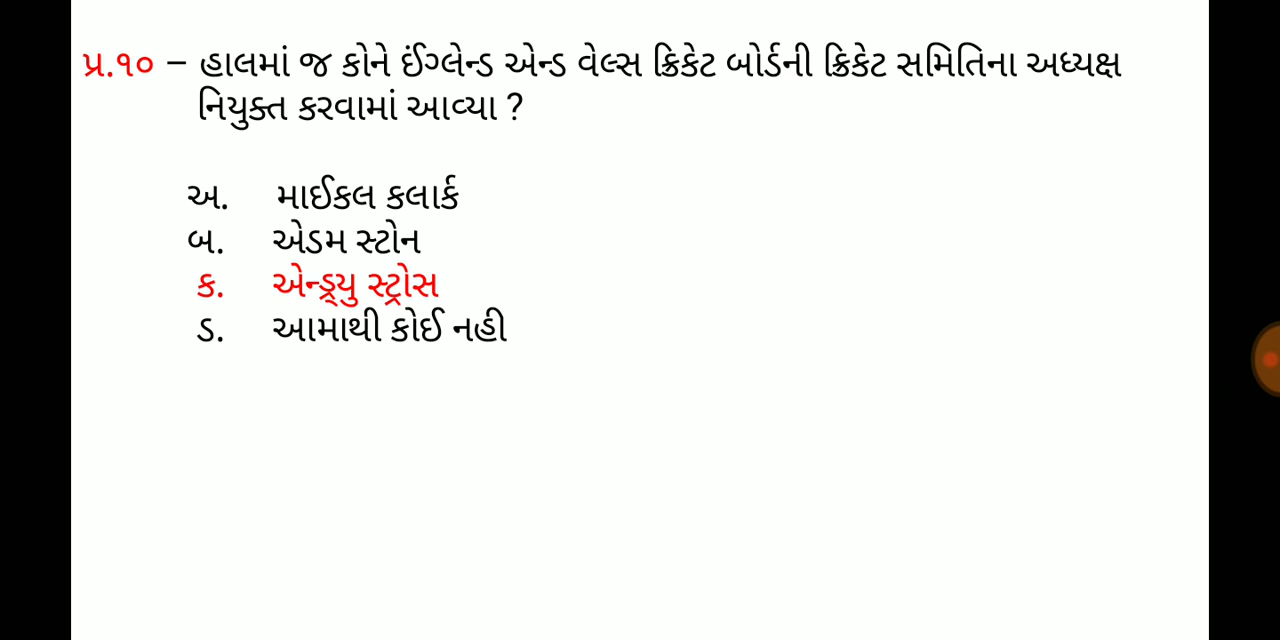 પ્ર.૧૦ – હાલમાં જ કોને ઈંગ્લેન્ડ એન્ડ વેલ્સ ક્રિકેટ બોર્ડની ક્રિકેટ સમિતિના અધ્યક્ષ
નિયુક્ત કરવામાં આવ્યા ?
અ. માઈકલ કલાર્ક
બ. એડમ સ્ટોન
ક. એન્ડ્ર્યુ સ્ટ્રોસ
ડ. આમાથી કોઈ નહી